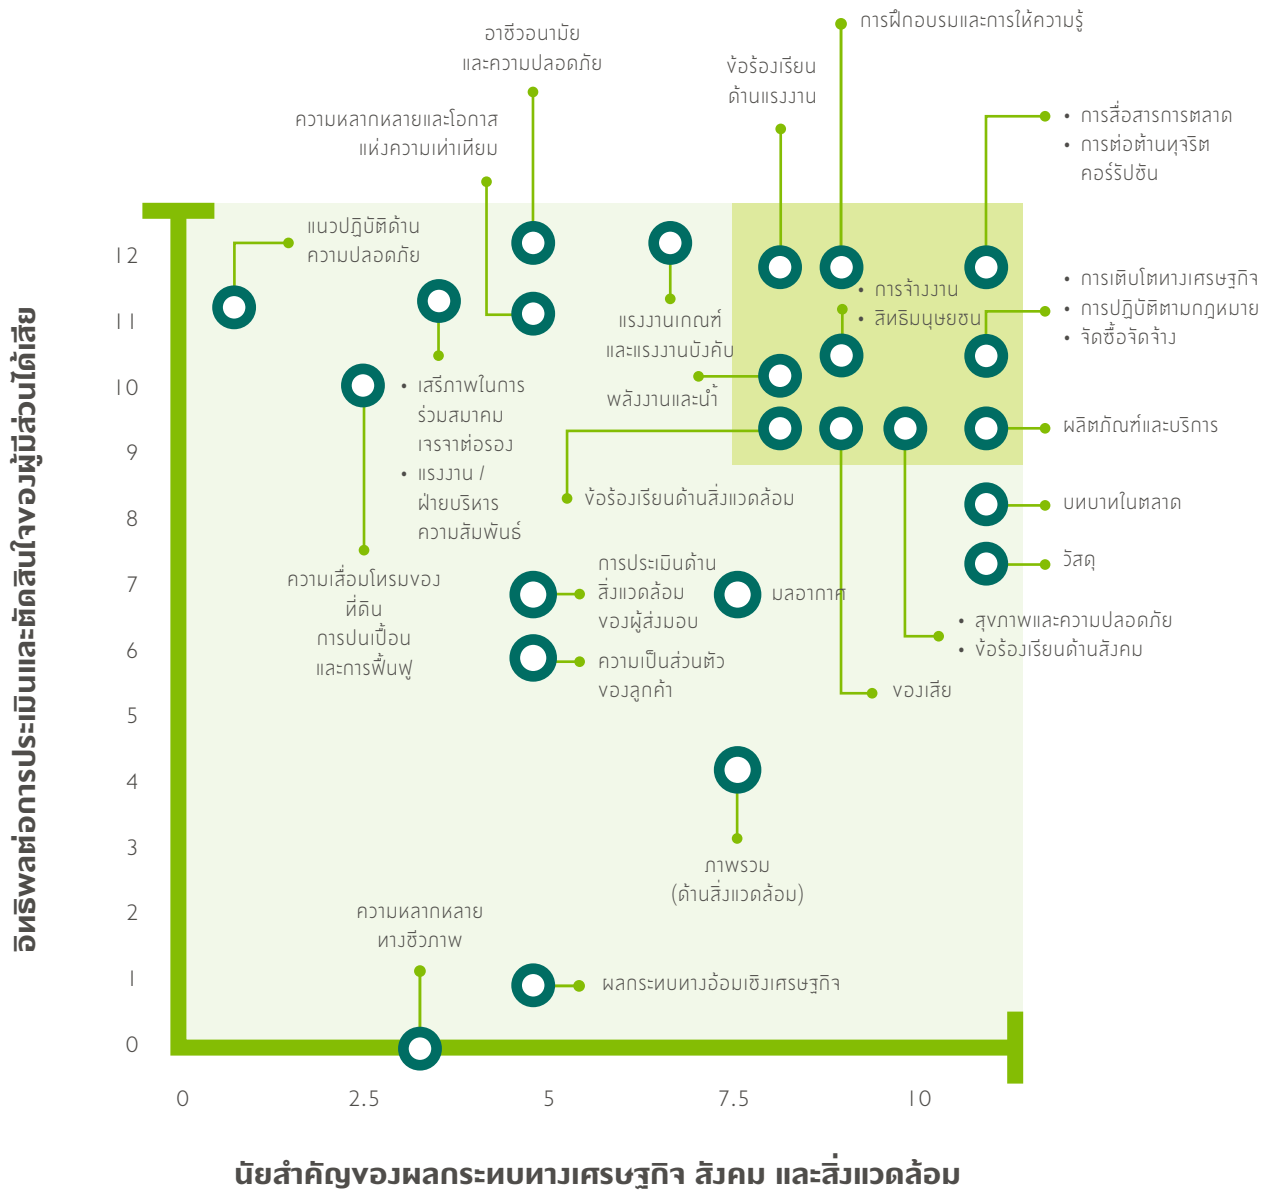 การฝึกอบรมและการให้ความรู้
อาชีวอนามัย
และความปลอดภัย
ข้อร้องเรียน
ด้านแรงงาน
ความหลากหลายและโอกาส
แห่งความเท่าเทียม
• การสื่อสารการตลาด
• การต่อต้านทุจริต
คอร์รัปชัน
แนวปฏิบัติด้าน
ความปลอดภัย
• การเติบโตทางเศรษฐกิจ
• การปฏิบัติตามกฎหมาย
• จัดซื้อจัดจ้าง
• การจ้างงาน
• สิทธิมนุษยชน
แรงงานเกณฑ์
และแรงงานบังคับ
พลังงานและน้ำ
• เสรีภาพในการ
ร่วมสมาคม
เจรจาต่อรอง
• แรงงาน /
ฝ่ายบริหาร
ความสัมพันธ์
ผลิตภัณฑ์และบริการ
ข้อร้องเรียนด้านสิ่งแวดล้อม
บทบาทในตลาด
วัสดุ
ความเสื่อมโทรมของ
ที่ดิน
การปนเปื้อน
และการฟื้นฟู
การประเมินด้าน
สิ่งแวดล้อม
ของผู้ส่งมอบ
มลอากาศ
• สุขภาพและความปลอดภัย
• ข้อร้องเรียนด้านสังคม
ความเป็นส่วนตัว
ของลูกค้า
ของเสีย
ภาพรวม
(ด้านสิ่งแวดล้อม)
ความหลากหลาย
ทางชีวภาพ
ผลกระทบทางอ้อมเชิงเศรษฐกิจ
อิทธิพลต่อการประเมินและตัดสินใจของผู้มีส่วนได้เสีย
12
11
10
9
8
7
6
5
4
3
2
1
0
0 2.5 5 7.5 10
นัยสำคัญของผลกระทบทางเศรษฐกิจ สังคม และสิ่งแวดล้อม